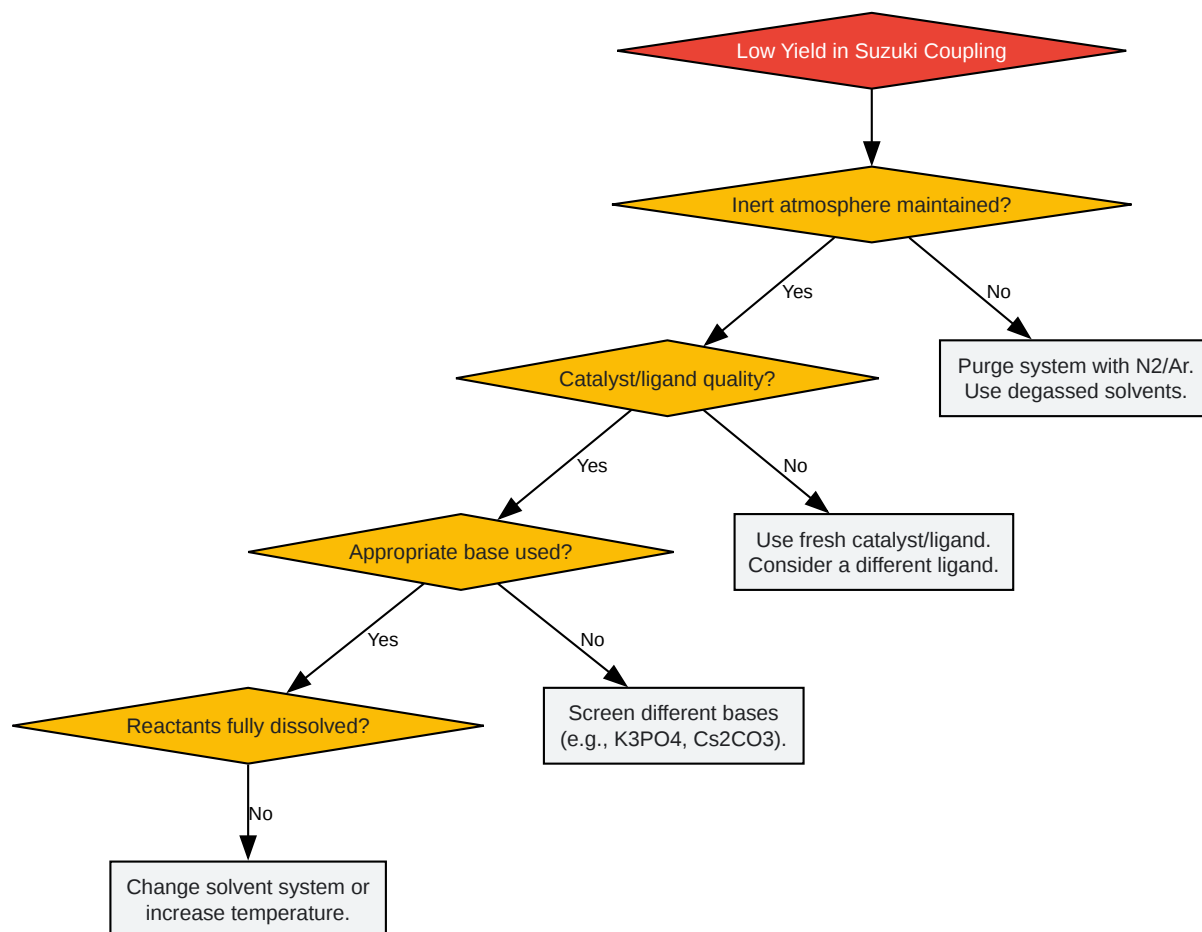 Low Yield in Suzuki Coupling
Inert atmosphere maintained?
Yes
No
Catalyst/ligand quality?
Purge system with N2/Ar.
Use degassed solvents.
Yes
No
Appropriate base used?
Use fresh catalyst/ligand.
Consider a different ligand.
Yes
No
Reactants fully dissolved?
Screen different bases
(e.g., K3PO4, Cs2CO3).
No
Change solvent system or
increase temperature.